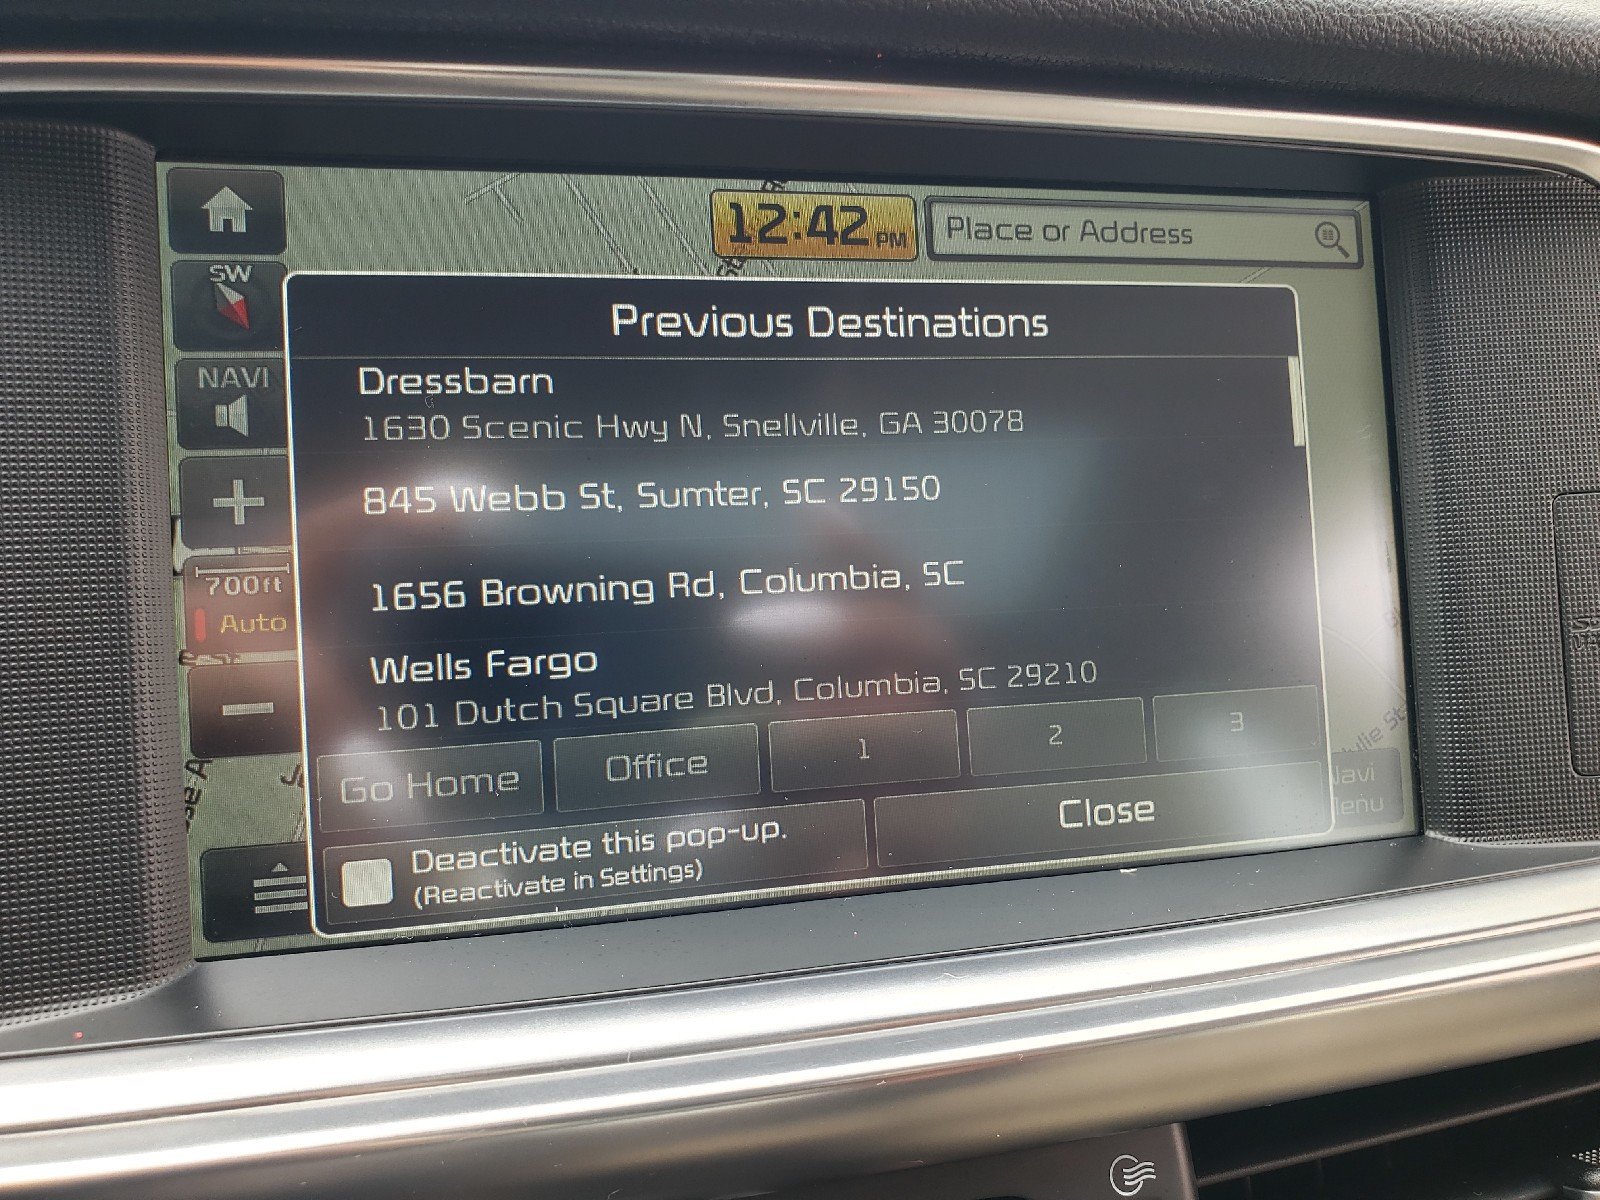 12:42 PM
Place or Address
SW
NAVI
700ft
Auto
Previous Destinations
Dressbarn
1630 Scenic Hwy N, Snellville, GA 30078
845 Webb St, Sumter, SC 29150
1656 Browning Rd, Columbia, SC
Wells Fargo
101 Dutch Square Blvd, Columbia, SC 29210
Go Home
Office
1
2
3
Deactivate this pop-up.
(Reactivate in Settings)
Close